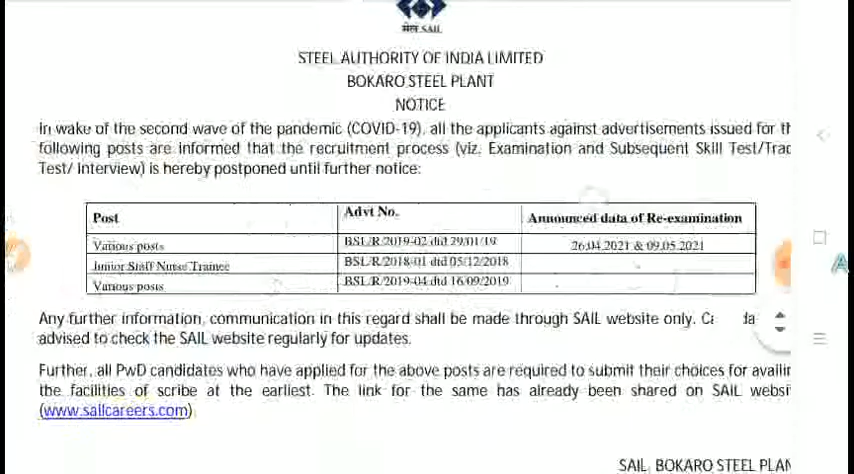 सेल SAIL
STEEL AUTHORITY OF INDIA LIMITED
BOKARO STEEL PLANT
NOTICE
In wake of the second wave of the pandemic (COVID-19), all the applicants against advertisements issued for th
following posts are informed that the recruitment process (viz. Examination and Subsequent Skill Test/Trad
Test/ Interview) is hereby postponed until further notice:
Post Advt No. Announced data of Re-examination
Various posts BSL/R/2019-02 dtd 29/01/19 26.04.2021 & 09.05.2021
Junior Staff Nurse Trainee BSL/R/2018-01 dtd 05/12/2018
Various posts BSL/R/2019-04 dtd 16/09/2019
Any further information, communication in this regard shall be made through SAIL website only. Ca da
advised to check the SAIL website regularly for updates.
Further, all PwD candidates who have applied for the above posts are required to submit their choices for availin
the facilities of scribe at the earliest. The link for the same has already been shared on SAIL websi
(www.sailcareers.com)
SAIL, BOKARO STEEL PLAN
A